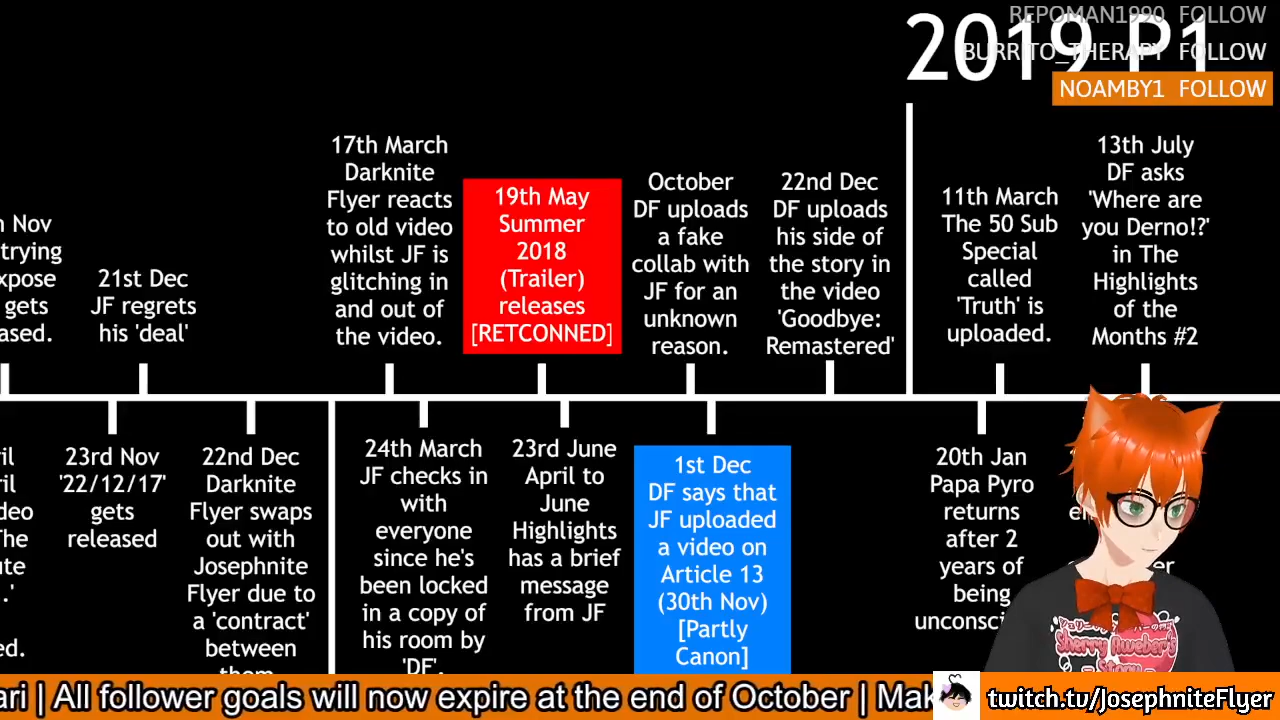 REPOMAN1990 FOLLOW
BURRITO_THERAPY FOLLOW
NOAMBY1 FOLLOW
2019 P1
Nov
trying
gets
21st Dec
JF regrets
his 'deal'
17th March
Darknite
Flyer reacts
to old video
whilst JF is
glitching in
and out of
the video.
19th May
Summer
2018
(Trailer)
releases
[RETCONNED]
October
DF uploads
a fake
collab with
JF for an
unknown
reason.
22nd Dec
DF uploads
his side of
the story in
the video
'Goodbye:
Remastered'
11th March
The 50 Sub
Special
called
'Truth' is
uploaded.
13th July
DF asks
'Where are
you Derno!?'
in The
Highlights
of the
Months #2
23rd Nov
'22/12/17'
gets
released
22nd Dec
Darknite
Flyer swaps
out with
Josephnite
Flyer due to
a 'contract'
between
them
24th March
JF checks in
with
everyone
since he's
been locked
in a copy of
his room by
'DF'.
23rd June
April to
June
Highlights
has a brief
message
from JF
1st Dec
DF says that
JF uploaded
a video on
Article 13
(30th Nov)
[Partly
Canon]
20th Jan
Papa Pyro
returns
after 2
years of
being
Sherry Aweber's
Story
| All follower goals will now expire at the end of October |
twitch.tv/JosephniteFlyer